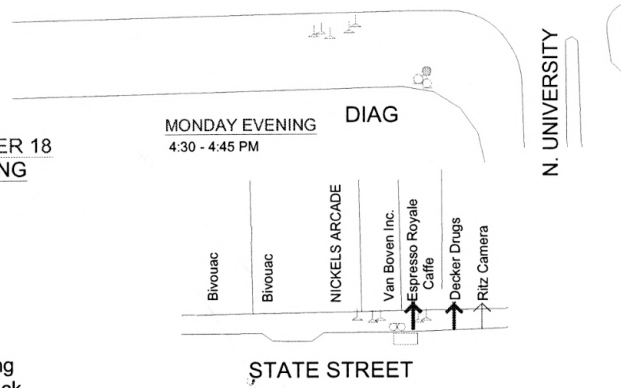 N. UNIVERSITY
DIAG
MONDAY EVENING
4:30 - 4:45 PM
ER 18
NG
Bivouac
Bivouac
NICKELS ARCADE
Van Boven Inc.
Espresso Royale
Caffe
Decker Drugs
Ritz Camera
ng
STATE STREET